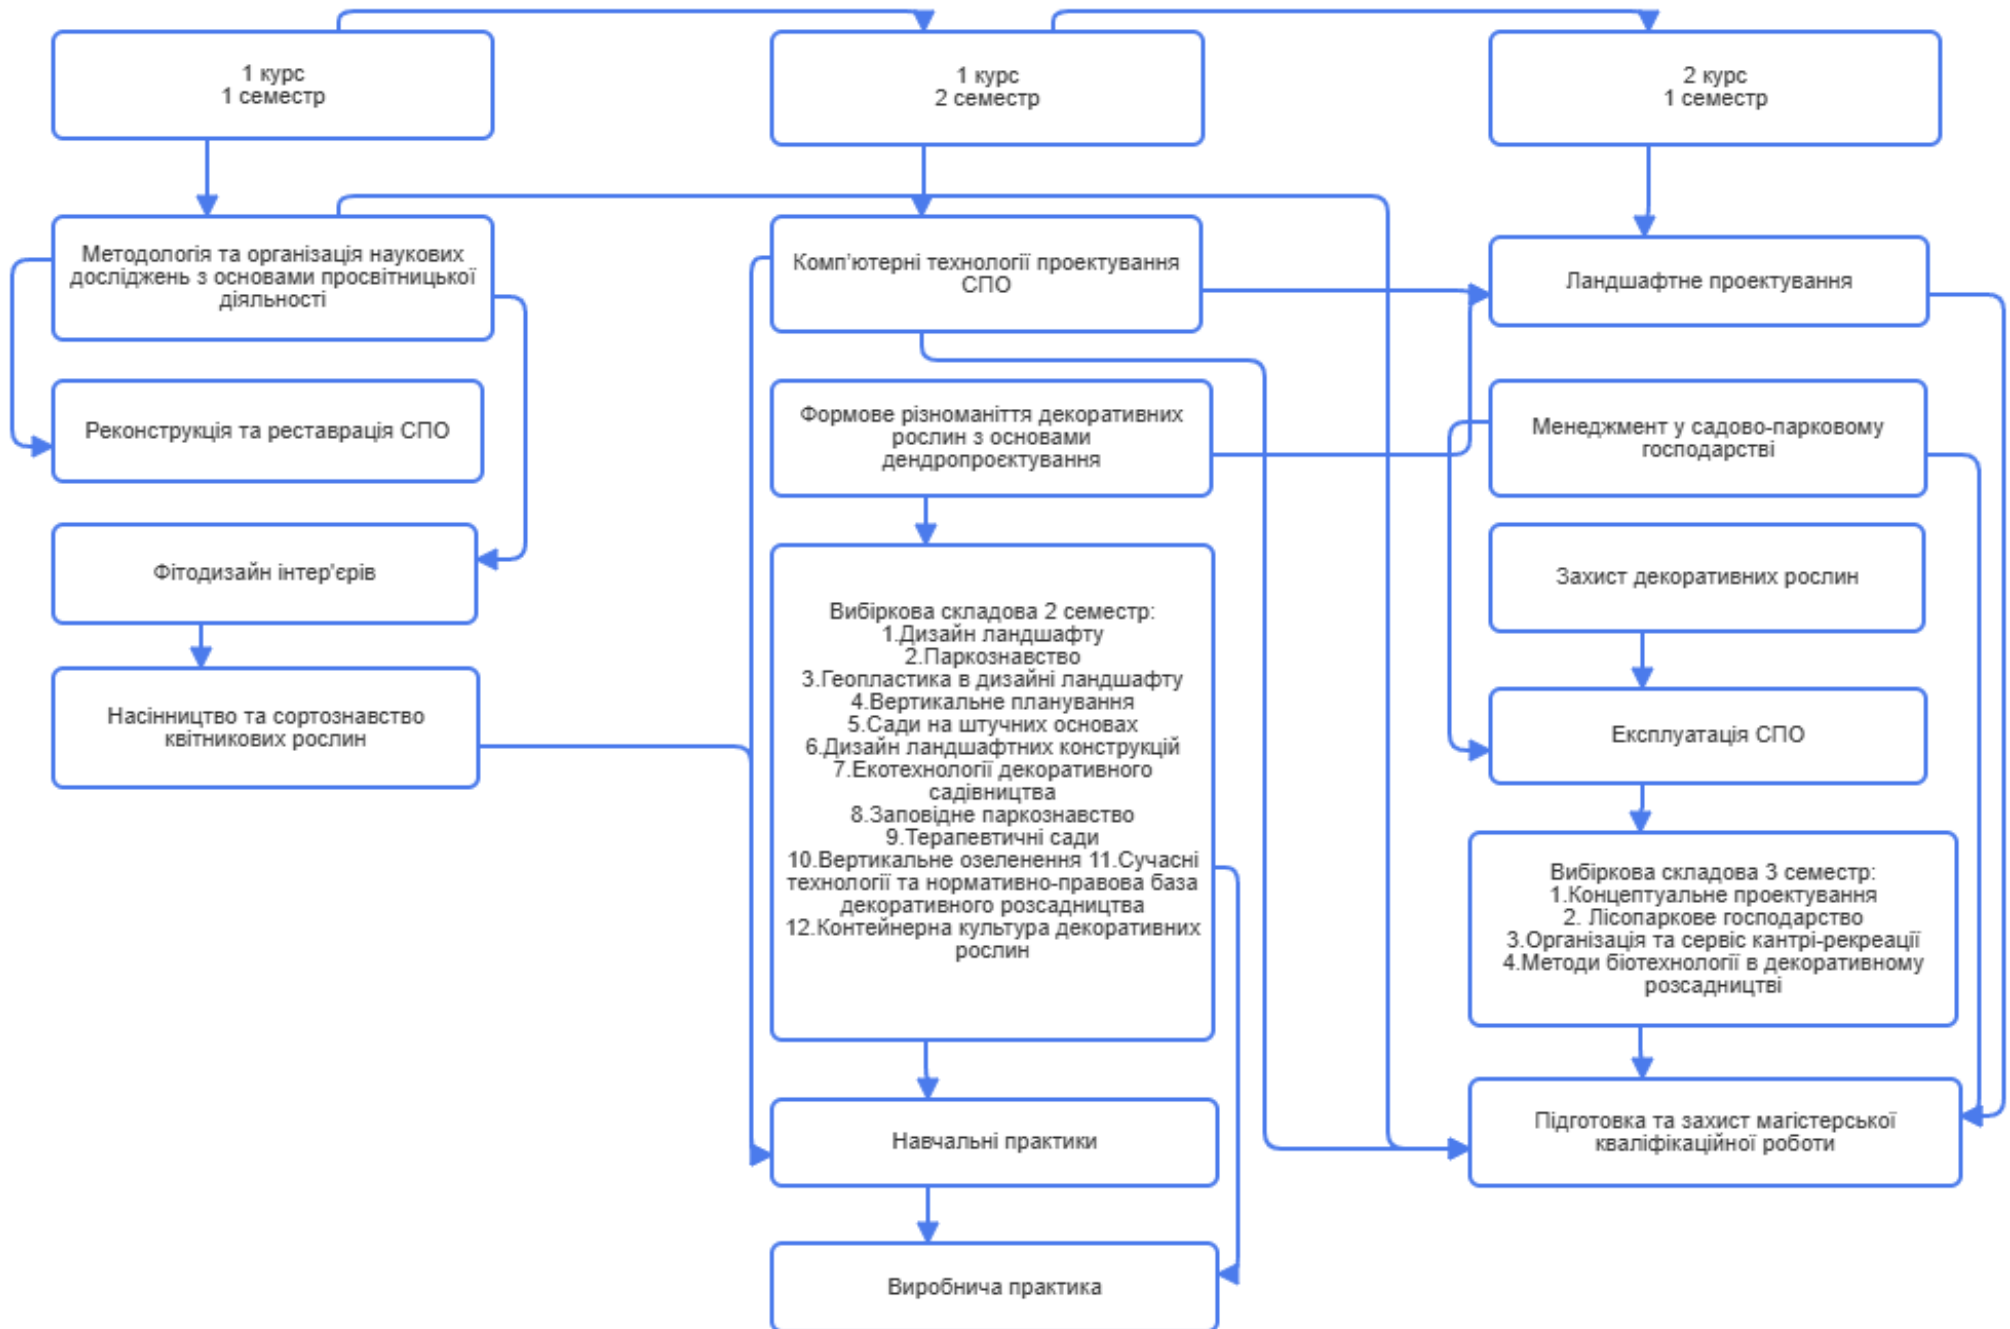 1 курс
1 семестр
1 курс
2 семестр
2 курс
1 семестр
Методологія та організація наукових
досліджень з основами просвітницької
діяльності
Реконструкція та реставрація СПО
Фітодизайн інтер'єрів
Насінництво та сортознавство
квітникових рослин
Комп'ютерні технології проектування
СПО
Формове різноманіття декоративних
рослин з основами
дендропроєктування
Вибіркова складова 2 семестр:
1.Дизайн ландшафту
2.Паркознавство
3.Геопластика в дизайні ландшафту
4.Вертикальне планування
5.Сади на штучних основах
6.Дизайн ландшафтних конструкцій
7.Екотехнології декоративного
садівництва
8.Заповідне паркознавство
9.Терапевтичні сади
10.Вертикальне озеленення 11.Сучасні
технології та нормативно-правова база
декоративного розсадництва
12.Контейнерна культура декоративних
рослин
Навчальні практики
Виробнича практика
Ландшафтне проектування
Менеджмент у садово-парковому
господарстві
Захист декоративних рослин
Експлуатація СПО
Вибіркова складова 3 семестр:
1.Концептуальне проектування
2. Лісопаркове господарство
3.Організація та сервіс кантрі-рекреації
4.Методи біотехнології в декоративному
розсадництві
Підготовка та захист магістерської
кваліфікаційної роботи